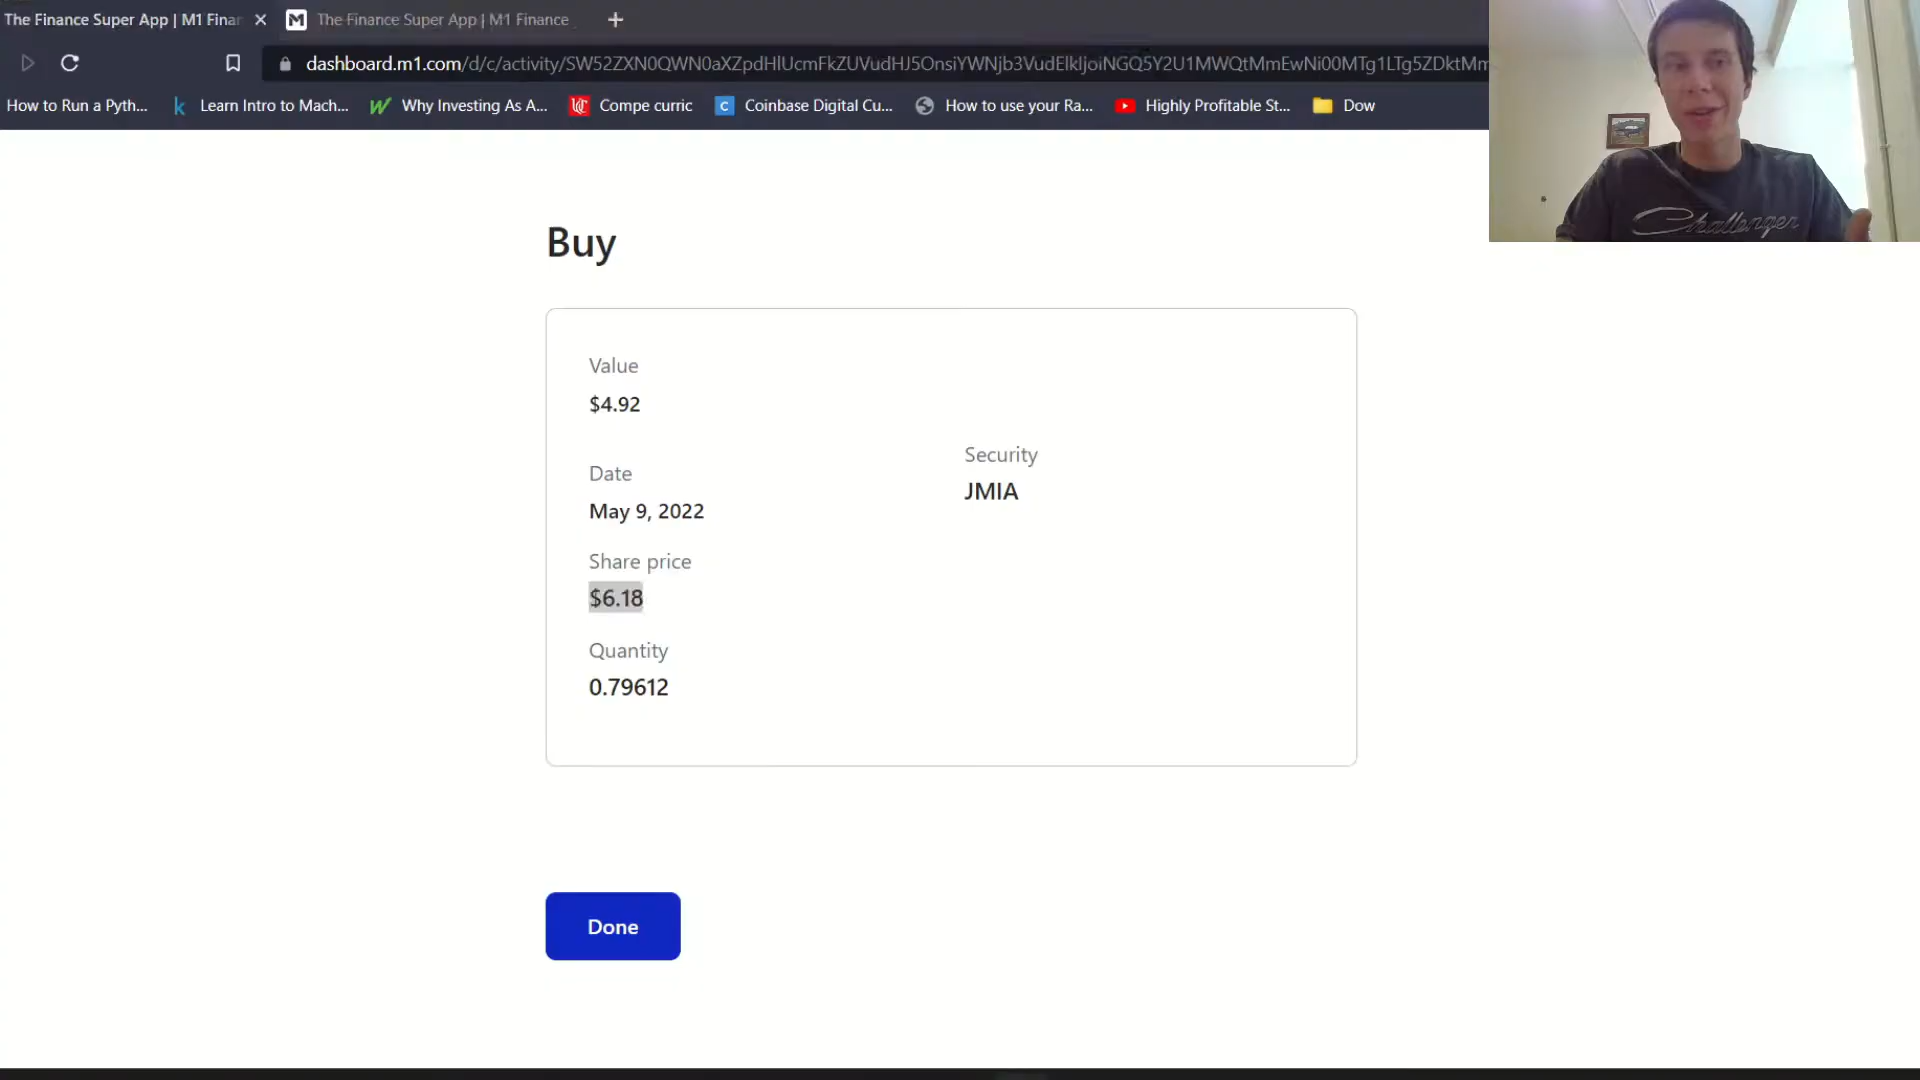 The Finance Super App | M1 Finan
The Finance Super App | M1 Finance
dashboard.m1.com/d/c/activity/
How to Run a Pyth...
Learn Intro to Mach...
Why Investing As A...
Compe curric
Coinbase Digital Cu...
How to use your Ra...
Highly Profitable St...
Dow
Challenger
Buy
Value
$4.92
Date
May 9, 2022
Security
JMIA
Share price
$6.18
Quantity
0.79612
Done